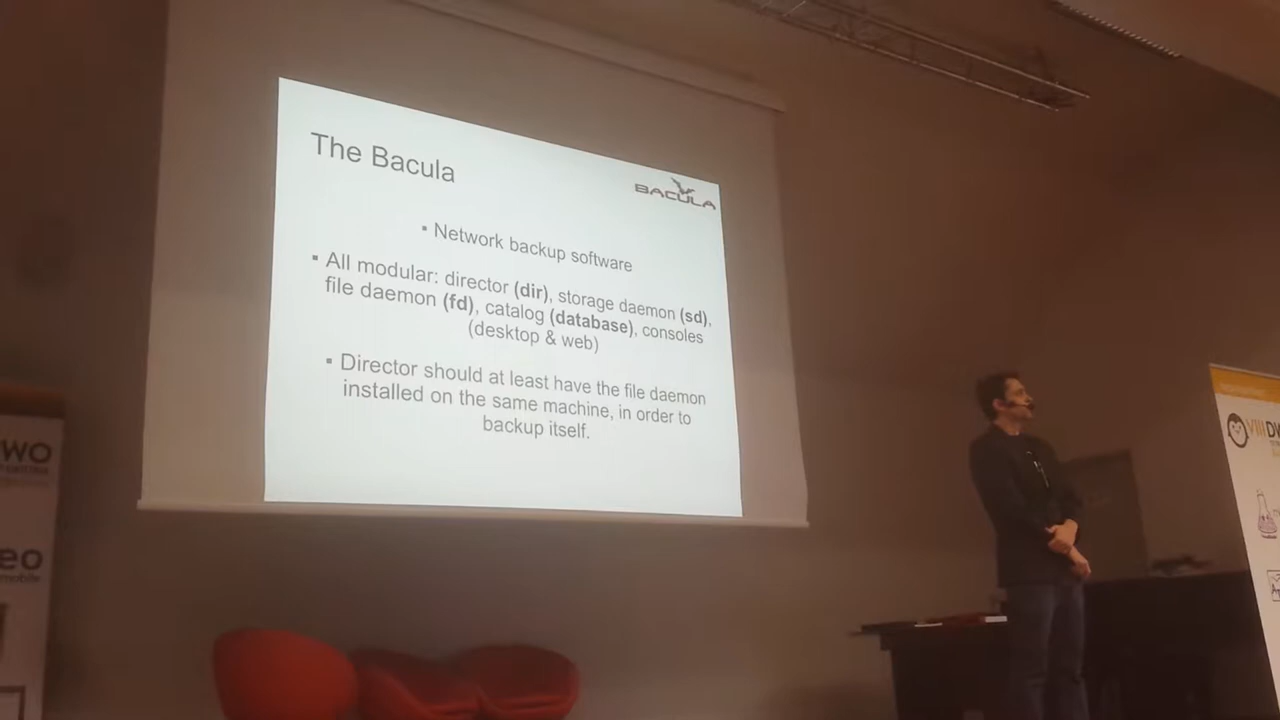 The Bacula
BACULA
▪ Network backup software
▪ All modular: director (dir), storage daemon (sd),
file daemon (fd), catalog (database), consoles
(desktop & web)
▪ Director should at least have the file daemon
installed on the same machine, in order to
backup itself.
WO
eo
mobile
VIII